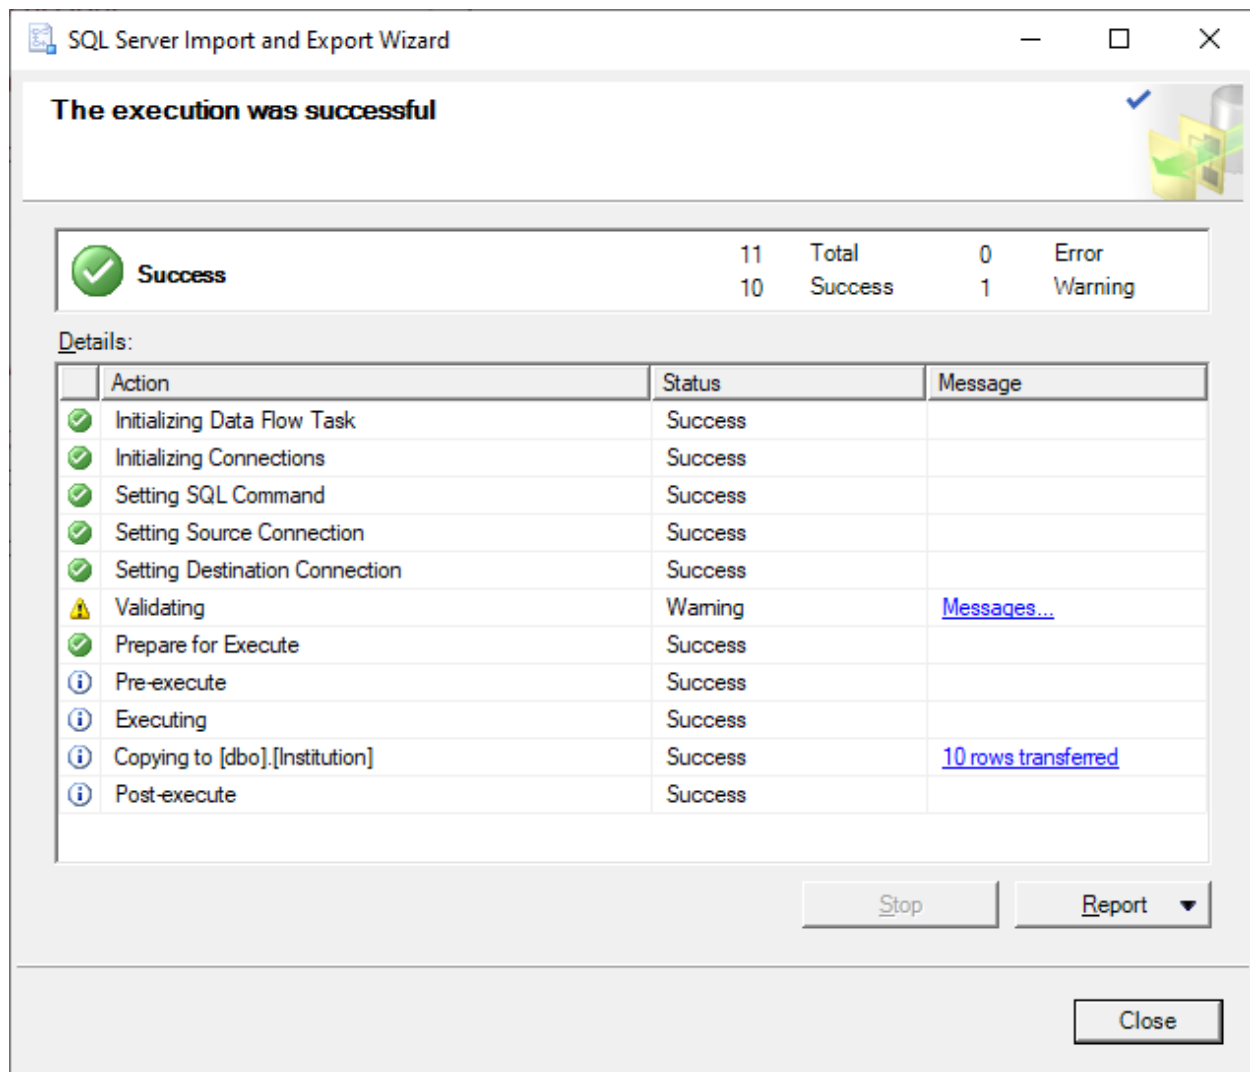 SQL Server Import and Export Wizard
The execution was successful
Success
11 Total 0 Error
10 Success 1 Warning
Details:
Action Status Message
Initializing Data Flow Task Success
Initializing Connections Success
Setting SQL Command Success
Setting Source Connection Success
Setting Destination Connection Success
Validating Warning Messages...
Prepare for Execute Success
Pre-execute Success
Executing Success
Copying to [dbo].[Institution] Success 10 rows transferred
Post-execute Success
Stop Report
Close